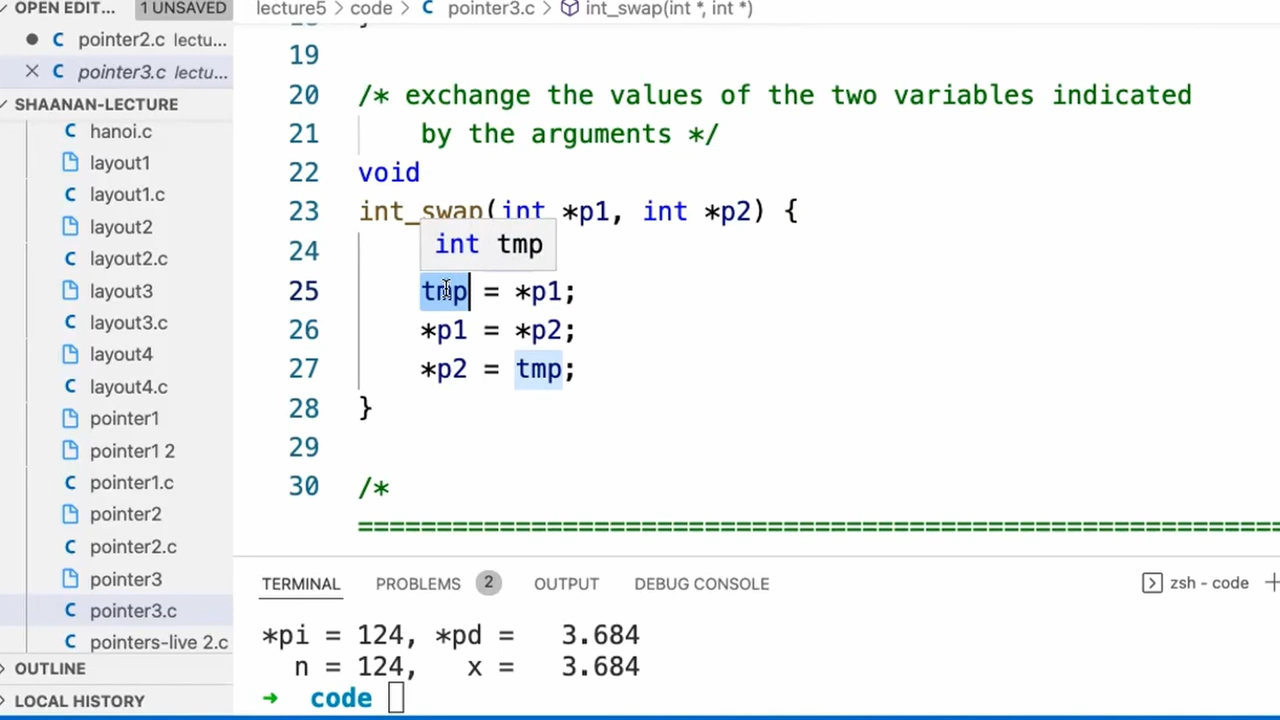 OPEN EDIT... 1 UNSAVED
pointer2.c lectu...
pointer3.c lectu...
SHAANAN-LECTURE
hanoi.c
layout1
layout1.c
layout2
layout2.c
layout3
layout3.c
layout4
layout4.c
pointer1
pointer1 2
pointer1.c
pointer2
pointer2.c
pointer3
pointer3.c
pointers-live 2.c
OUTLINE
LOCAL HISTORY
lecture5 > code > C pointer3.c > int_swap(int *, int *)
19
20 /* exchange the values of the two variables indicated
21 by the arguments */
22 void
23 int_swap(int *p1, int *p2) {
int tmp
24
25 tmp = *p1;
26 *p1 = *p2;
27 *p2 = tmp;
28 }
29
30 /*
=====================================================
TERMINAL PROBLEMS 2 OUTPUT DEBUG CONSOLE zsh - code +
*pi = 124, *pd = 3.684
n = 124, x = 3.684
→ code